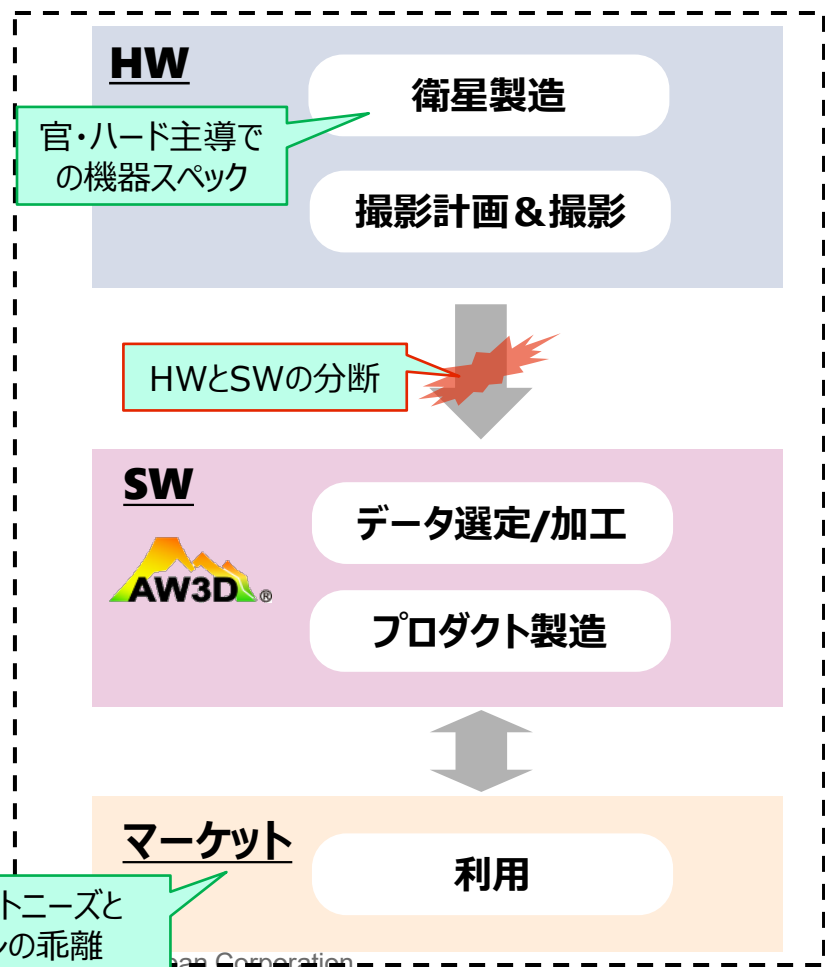 HW
衛星製造
官・ハード主導で
の機器スペック
撮影計画＆撮影
HWとSWの分断
SW
データ選定/加工
AW3D®
プロダクト製造
マーケット
利用
トニーズと
の乖離
Corporation